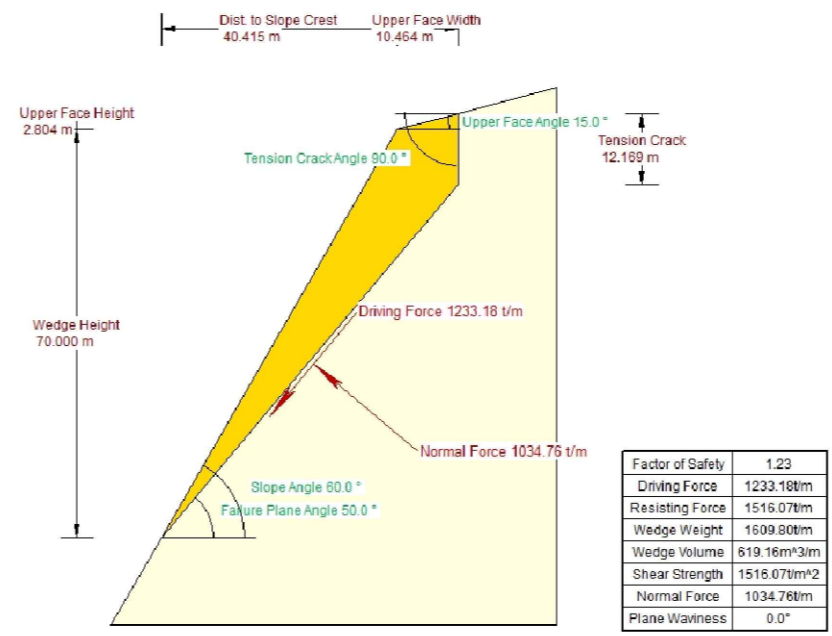 Dist. to Slope Crest
40.415 m
Upper Face Width
10.464 m
Upper Face Height
2.804 m
Upper Face Angle 15.0 °
Tension Crack
12.169 m
Tension Crack Angle 90.0 °
Wedge Height
70.000 m
Driving Force 1233.18 t/m
Normal Force 1034.76 t/m
Slope Angle 60.0 °
Failure Plane Angle 50.0 °
Factor of Safety 1.23
Driving Force 1233.18t/m
Resisting Force 1516.07t/m
Wedge Weight 1609.80t/m
Wedge Volume 619.16m^3/m
Shear Strength 1516.07t/m^2
Normal Force 1034.76t/m
Plane Waviness 0.0°